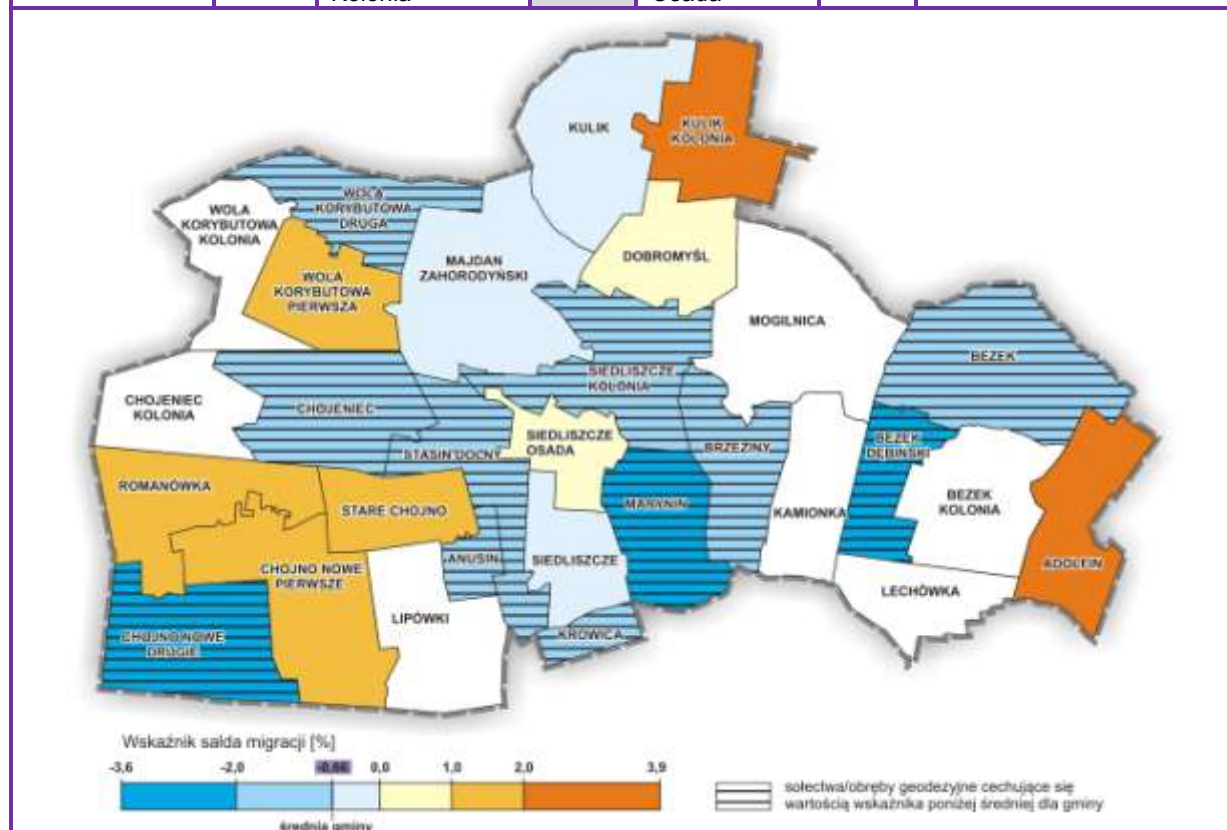 Kolonia
Osada
KULIK
KULIK
KOLONIA
WOLA
KORYBUTOWA
DRUGA
WOLA
KORYBUTOWA
KOLONIA
DOBROMYŚL
MAJDAN
ZAHORODYŃSKI
WOLA
KORYBUTOWA
PIERWSZA
MOGILNICA
BEZEK
SIEDLISZCZE
KOLONIA
CHOJENIEC
KOLONIA
CHOJENIEC
SIEDLISZCZE
OSADA
BEZEK
DĘBIŃSKI
STASIN DOLNY
BRZEZINY
ROMANÓWKA
BEZEK
KOLONIA
MARYNIN
STARE CHOJNO
KAMIONKA
ANUSIN
SIEDLISZCZE
ADOLFIN
CHOJNO NOWE
PIERWSZE
LECHÓWKA
LIPÓWKI
KROWICA
CHOJNO NOWE
DRUGIE
Wskaźnik salda migracji [%]
-3,6 -2,0 -0,66 0,0 1,0 2,0 3,9
średnia gminy
sołectwa/obręby geodezyjne cechujące się
wartością wskaźnika poniżej średniej dla gminy